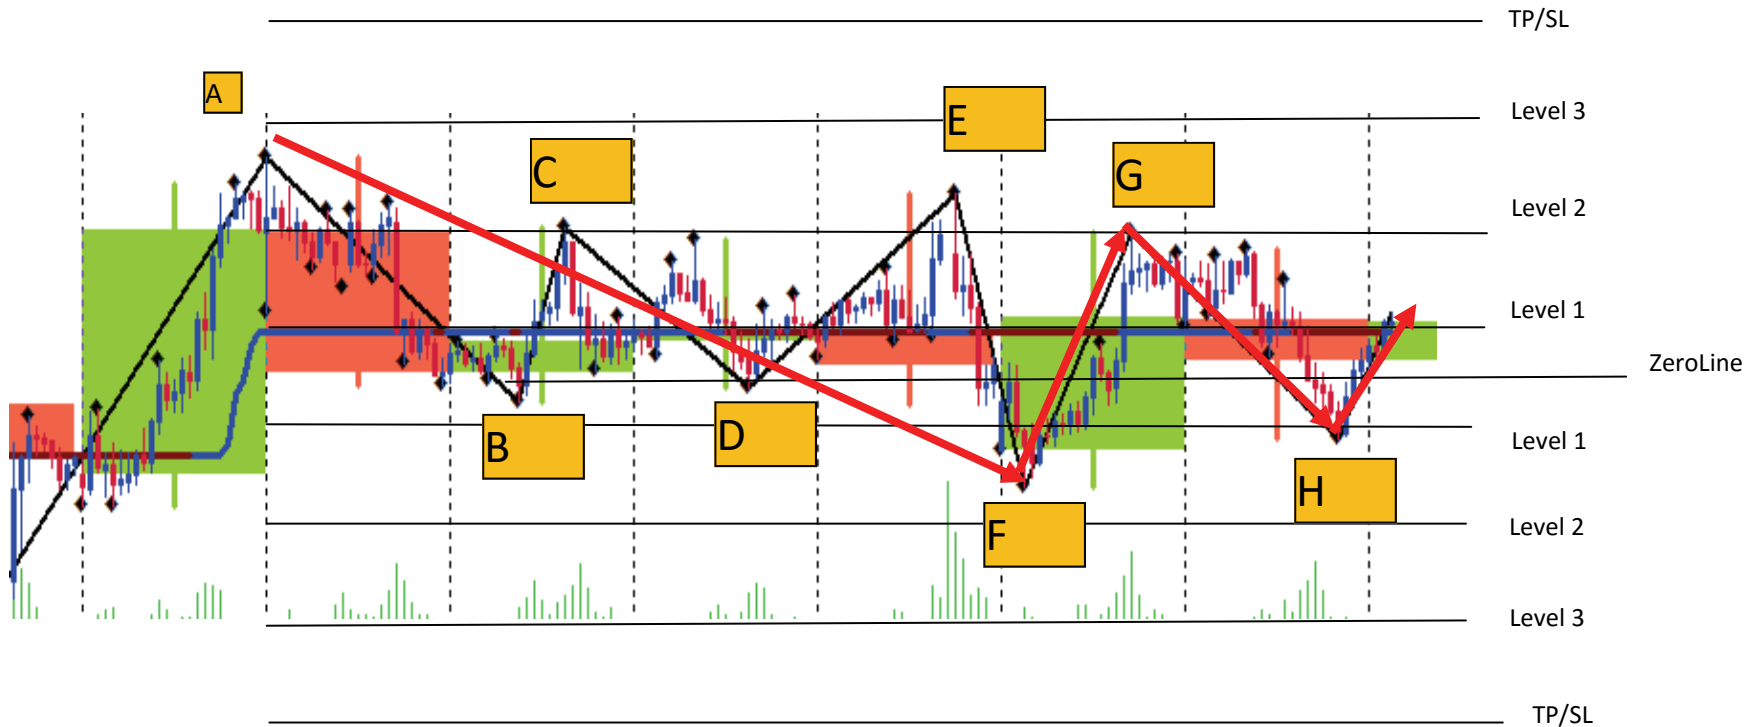 TP/SL
A
Level 3
E
C
G
Level 2
Level 1
ZeroLine
B
D
Level 1
H
F
Level 2
Level 3
TP/SL